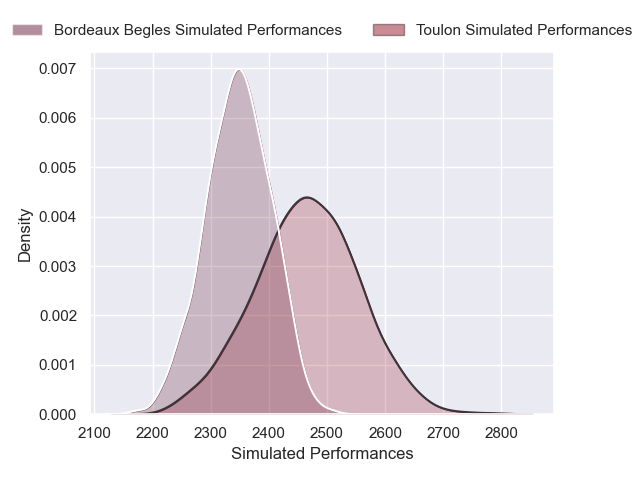 Bordeaux Begles Simulated Performances Toulon Simulated Performances
0.007
0.006
0.005
0.004
0.003
0.002
0.001
0.000
Density
2100 2200 2300 2400 2500 2600 2700 2800
Simulated Performances